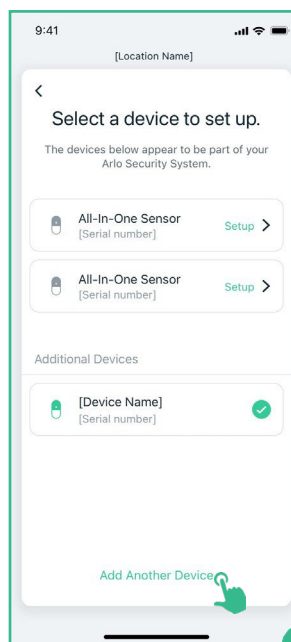 9:41
[Location Name]
Select a device to set up.
The devices below appear to be part of your
Arlo Security System.
All-In-One Sensor
[Serial number]
Setup
All-In-One Sensor
[Serial number]
Setup
Additional Devices
[Device Name]
[Serial number]
Add Another Device